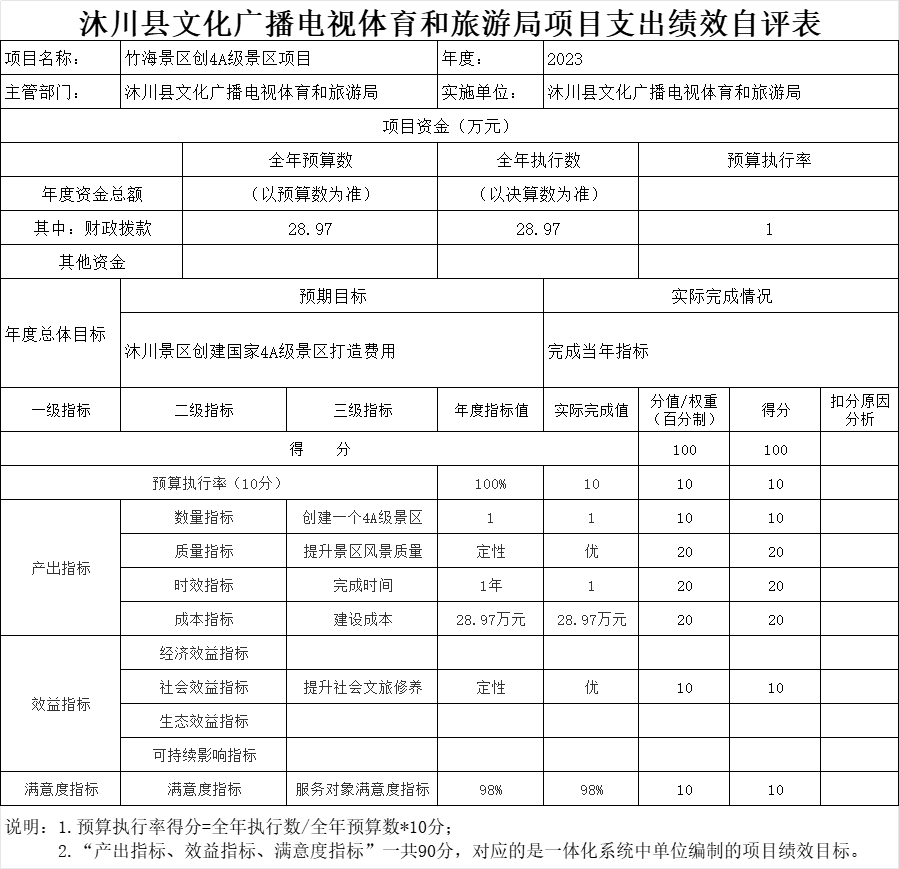 沐川县文化广播电视体育和旅游局项目支出绩效自评表
项目名称： 竹海景区创4A级景区项目 年度： 2023
主管部门： 沐川县文化广播电视体育和旅游局 实施单位： 沐川县文化广播电视体育和旅游局
项目资金（万元）
全年预算数 全年执行数 预算执行率
年度资金总额 （以预算数为准） （以决算数为准）
其中：财政拨款 28.97 28.97 1
其他资金
年度总体目标 预期目标 实际完成情况
沐川景区创建国家4A级景区打造费用 完成当年指标
一级指标 二级指标 三级指标 年度指标值 实际完成值 分值/权重（百分制） 得分 扣分原因分析
得 分 100 100
预算执行率（10分） 100% 10 10 10
产出指标 数量指标 创建一个4A级景区 1 1 10 10
质量指标 提升景区风景质量 定性 优 20 20
时效指标 完成时间 1年 1 20 20
成本指标 建设成本 28.97万元 28.97万元 20 20
效益指标 经济效益指标
社会效益指标 提升社会文旅修养 定性 优 10 10
生态效益指标
可持续影响指标
满意度指标 满意度指标 服务对象满意度指标 98% 98% 10 10
说明：1.预算执行率得分=全年执行数/全年预算数*10分；
2.“产出指标、效益指标、满意度指标”一共90分，对应的是一体化系统中单位编制的项目绩效目标。